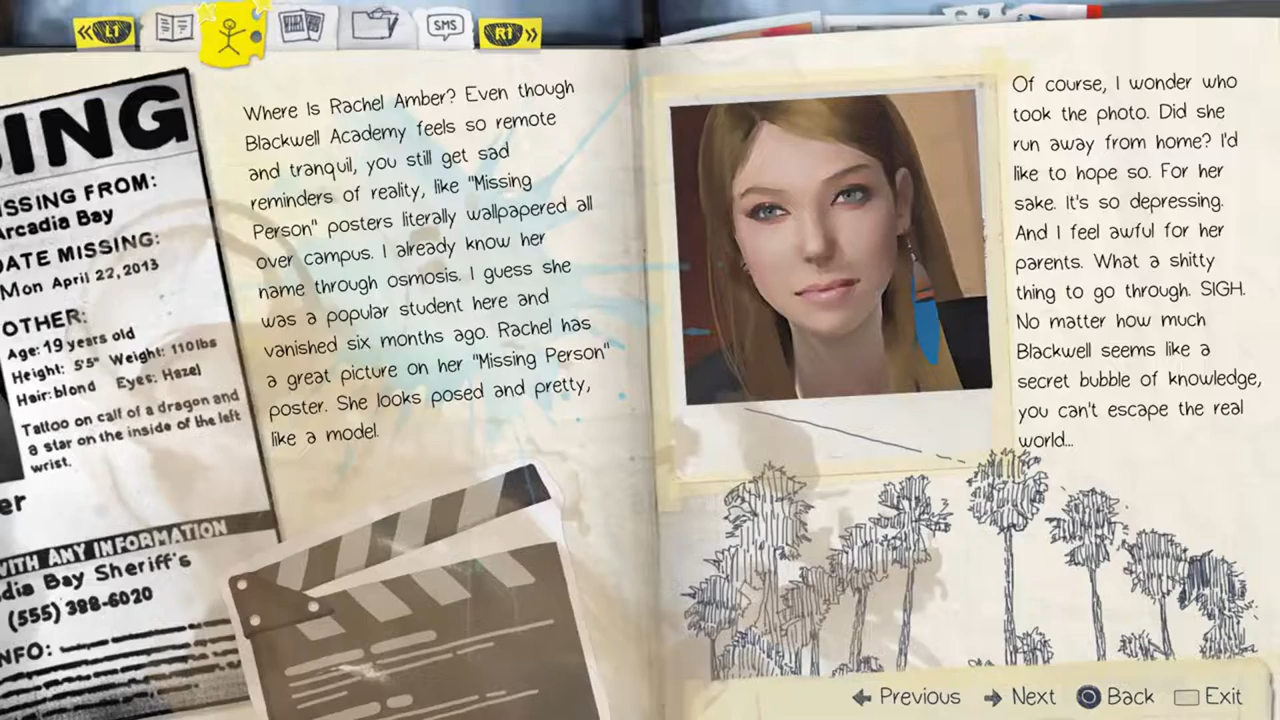 LT
SMS
R1
SING
SSING FROM:
Arcadia Bay
DATE MISSING:
Mon April 22, 2013
OTHER:
Age: 19 years old
Height: 5'5" Weight: 110lbs
Hair: blond Eyes: Hazel
Tattoo on calf of a dragon and
a star on the inside of the left
wrist.
er
WITH ANY INFORMATION
dia Bay Sheriff's
(555) 388-6020
NFO:
Where Is Rachel Amber? Even though
Blackwell Academy feels so remote
and tranquil, you still get sad
reminders of reality, like "Missing
Person" posters literally wallpapered all
over campus. I already know her
name through osmosis. I guess she
was a popular student here and
vanished six months ago. Rachel has
a great picture on her "Missing Person"
poster. She looks posed and pretty,
like a model.
Of course, I wonder who
took the photo. Did she
run away from home? I'd
like to hope so. For her
sake. It's so depressing.
And I feel awful for her
parents. What a shitty
thing to go through. SIGH.
No matter how much
Blackwell seems like a
secret bubble of knowledge,
you can't escape the real
world...
Previous Next Back Exit